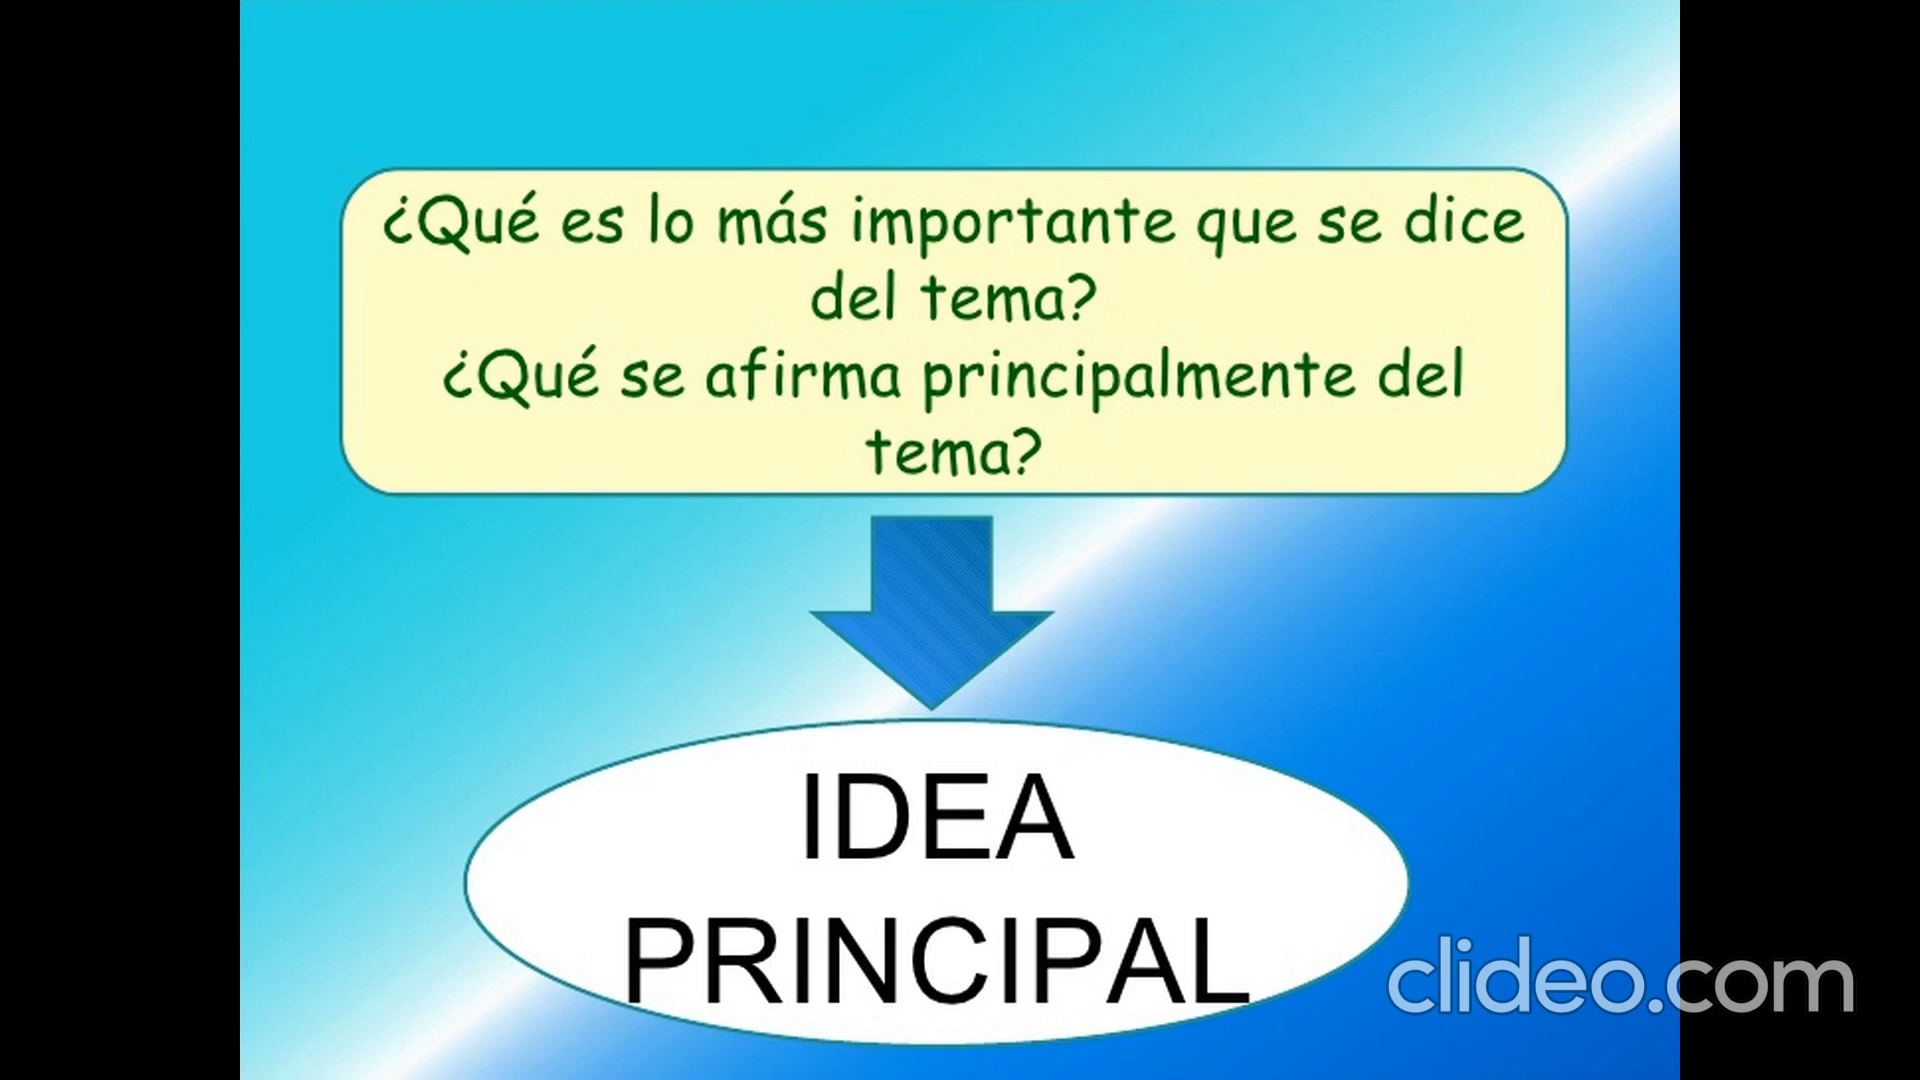 ¿Qué es lo más importante que se dice
del tema?
¿Qué se afirma principalmente del
tema?
IDEA
PRINCIPAL
clideo.com